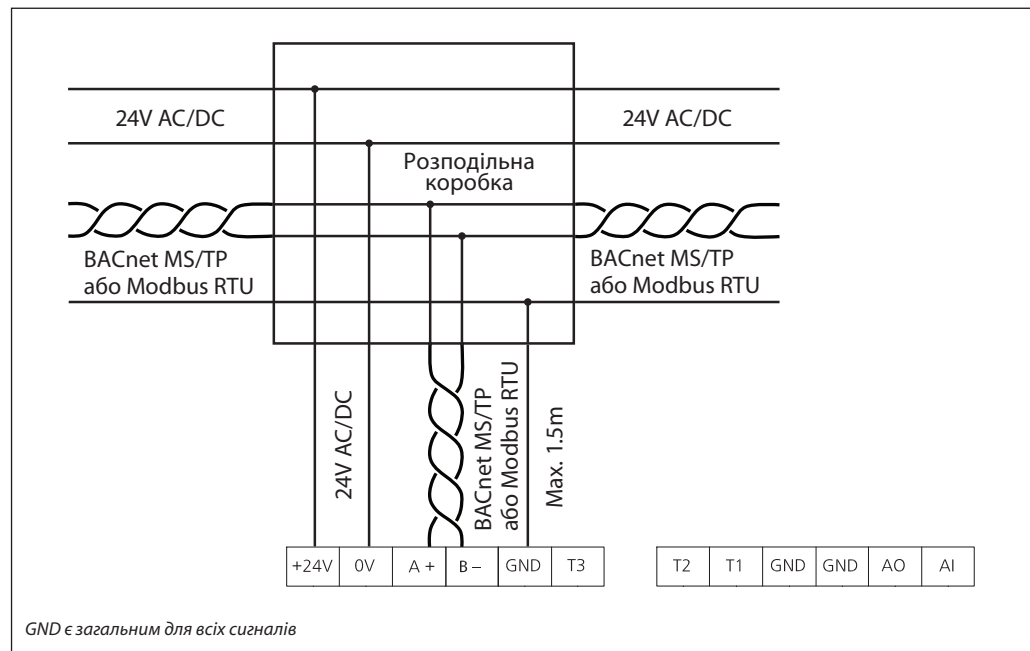 24V AC/DC
24V AC/DC
Розподільна
коробка
BACnet MS/TP
або Modbus RTU
BACnet MS/TP
або Modbus RTU
24V AC/DC
BACnet MS/TP
або Modbus RTU
Max. 1.5m
+24V 0V A + B – GND T3
T2 T1 GND GND AO AI
GND є загальним для всіх сигналів